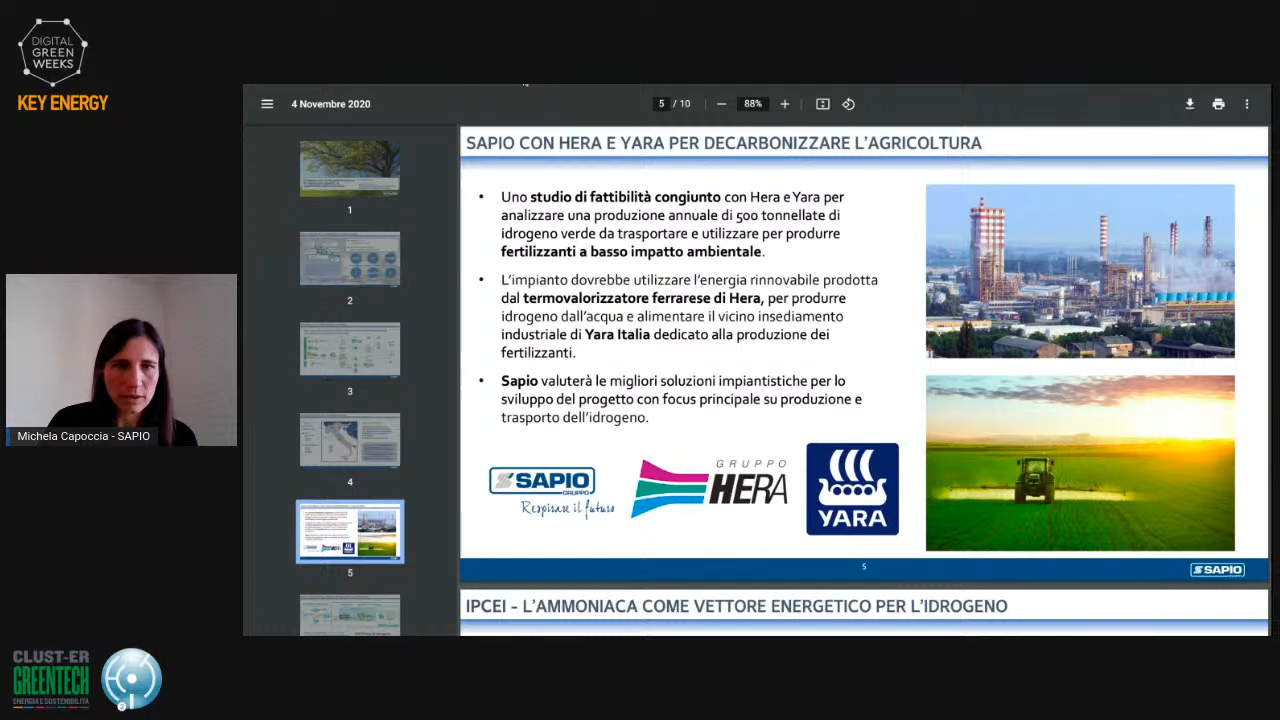 DIGITAL
GREEN
WEEKS
KEY ENERGY
4 Novembre 2020
5 / 10
88%
1
2
3
4
5
SAPIO CON HERA E YARA PER DECARBONIZZARE L'AGRICOLTURA
• Uno studio di fattibilità congiunto con Hera e Yara per
analizzare una produzione annuale di 500 tonnellate di
idrogeno verde da trasportare e utilizzare per produrre
fertilizzanti a basso impatto ambientale.
• L'impianto dovrebbe utilizzare l'energia rinnovabile prodotta
dal termovalorizzatore ferrarese di Hera, per produrre
idrogeno dall'acqua e alimentare il vicino insediamento
industriale di Yara Italia dedicato alla produzione dei
fertilizzanti.
• Sapio valuterà le migliori soluzioni impiantistiche per lo
sviluppo del progetto con focus principale su produzione e
trasporto dell'idrogeno.
SAPIO
GRUPPO
Respirare il futuro
GRUPPO
HERA
YARA
5
SAPIO
IPCEI - L'AMMONIACA COME VETTORE ENERGETICO PER L'IDROGENO
Michela Capoccia - SAPIO
CLUST-ER
GREENTECH
ENERGIA E SOSTENIBILITÀ
2